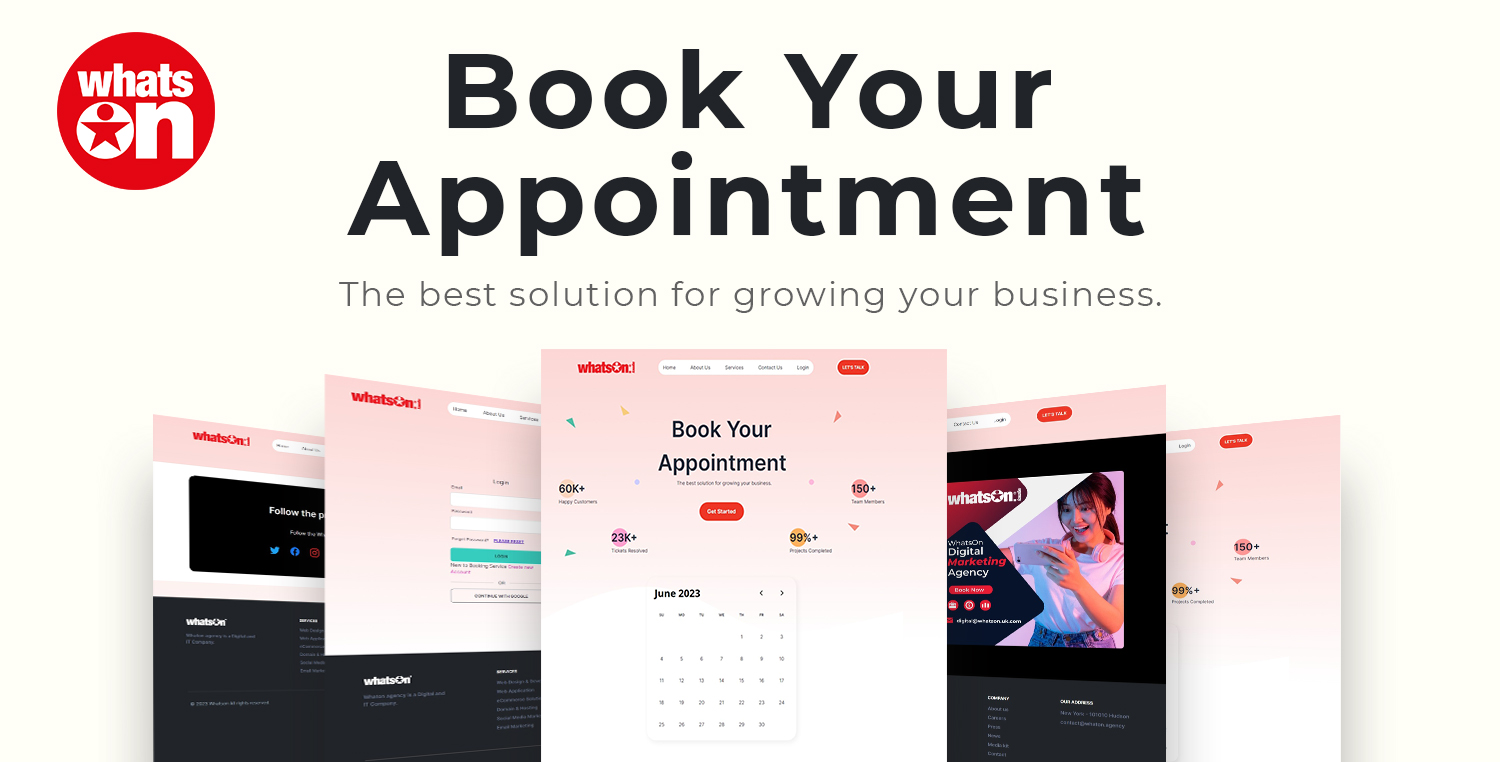 whats
on
Book Your
Appointment
The best solution for growing your business.
whatsOn:!
Home About Us
Follow the p
Follow the Wh
whatsOn
Whatson agency is a Digital and
IT Company.
SERVICES
© 2023 Whatson All rights reserved
whatsOn:!
Home About Us Services
Login
Email
Password
Forgot Password? PLEASE RESET
LOGIN
New to Booking Service Create new
Account
OR
CONTINUE WITH GOOGLE
whatsOn
Whatson agency is a Digital and
IT Company.
SERVICES
Web Application
Domain & Hosting
Email Marketing
whatsOn:!
Home About Us Services Contact Us Login
LET'S TALK
Book Your
Appointment
The best solution for growing your business.
Get Started
60K+
Happy Customers
23K+
Tickets Resolved
150+
Team Members
99%+
Projects Completed
June 2023
SU MO TU WE TH FR SA
1 2 3
4 5 6 7 8 9 10
11 12 13 14 15 16 17
18 19 20 21 22 23 24
25 26 27 28 29 30
Contact Us Login
LET'S TALK
whatsOn:!
WhatsOn
Digital
Marketing
Agency
Book Now
digital@whatson.uk.com
COMPANY
About us
Careers
Press
News
Media kit
Contact
OUR ADDRESS
New York - 101010 Hudson
contact@whatson.agency
Login
LET'S TALK
150+
Team Members
99%+
Projects Completed